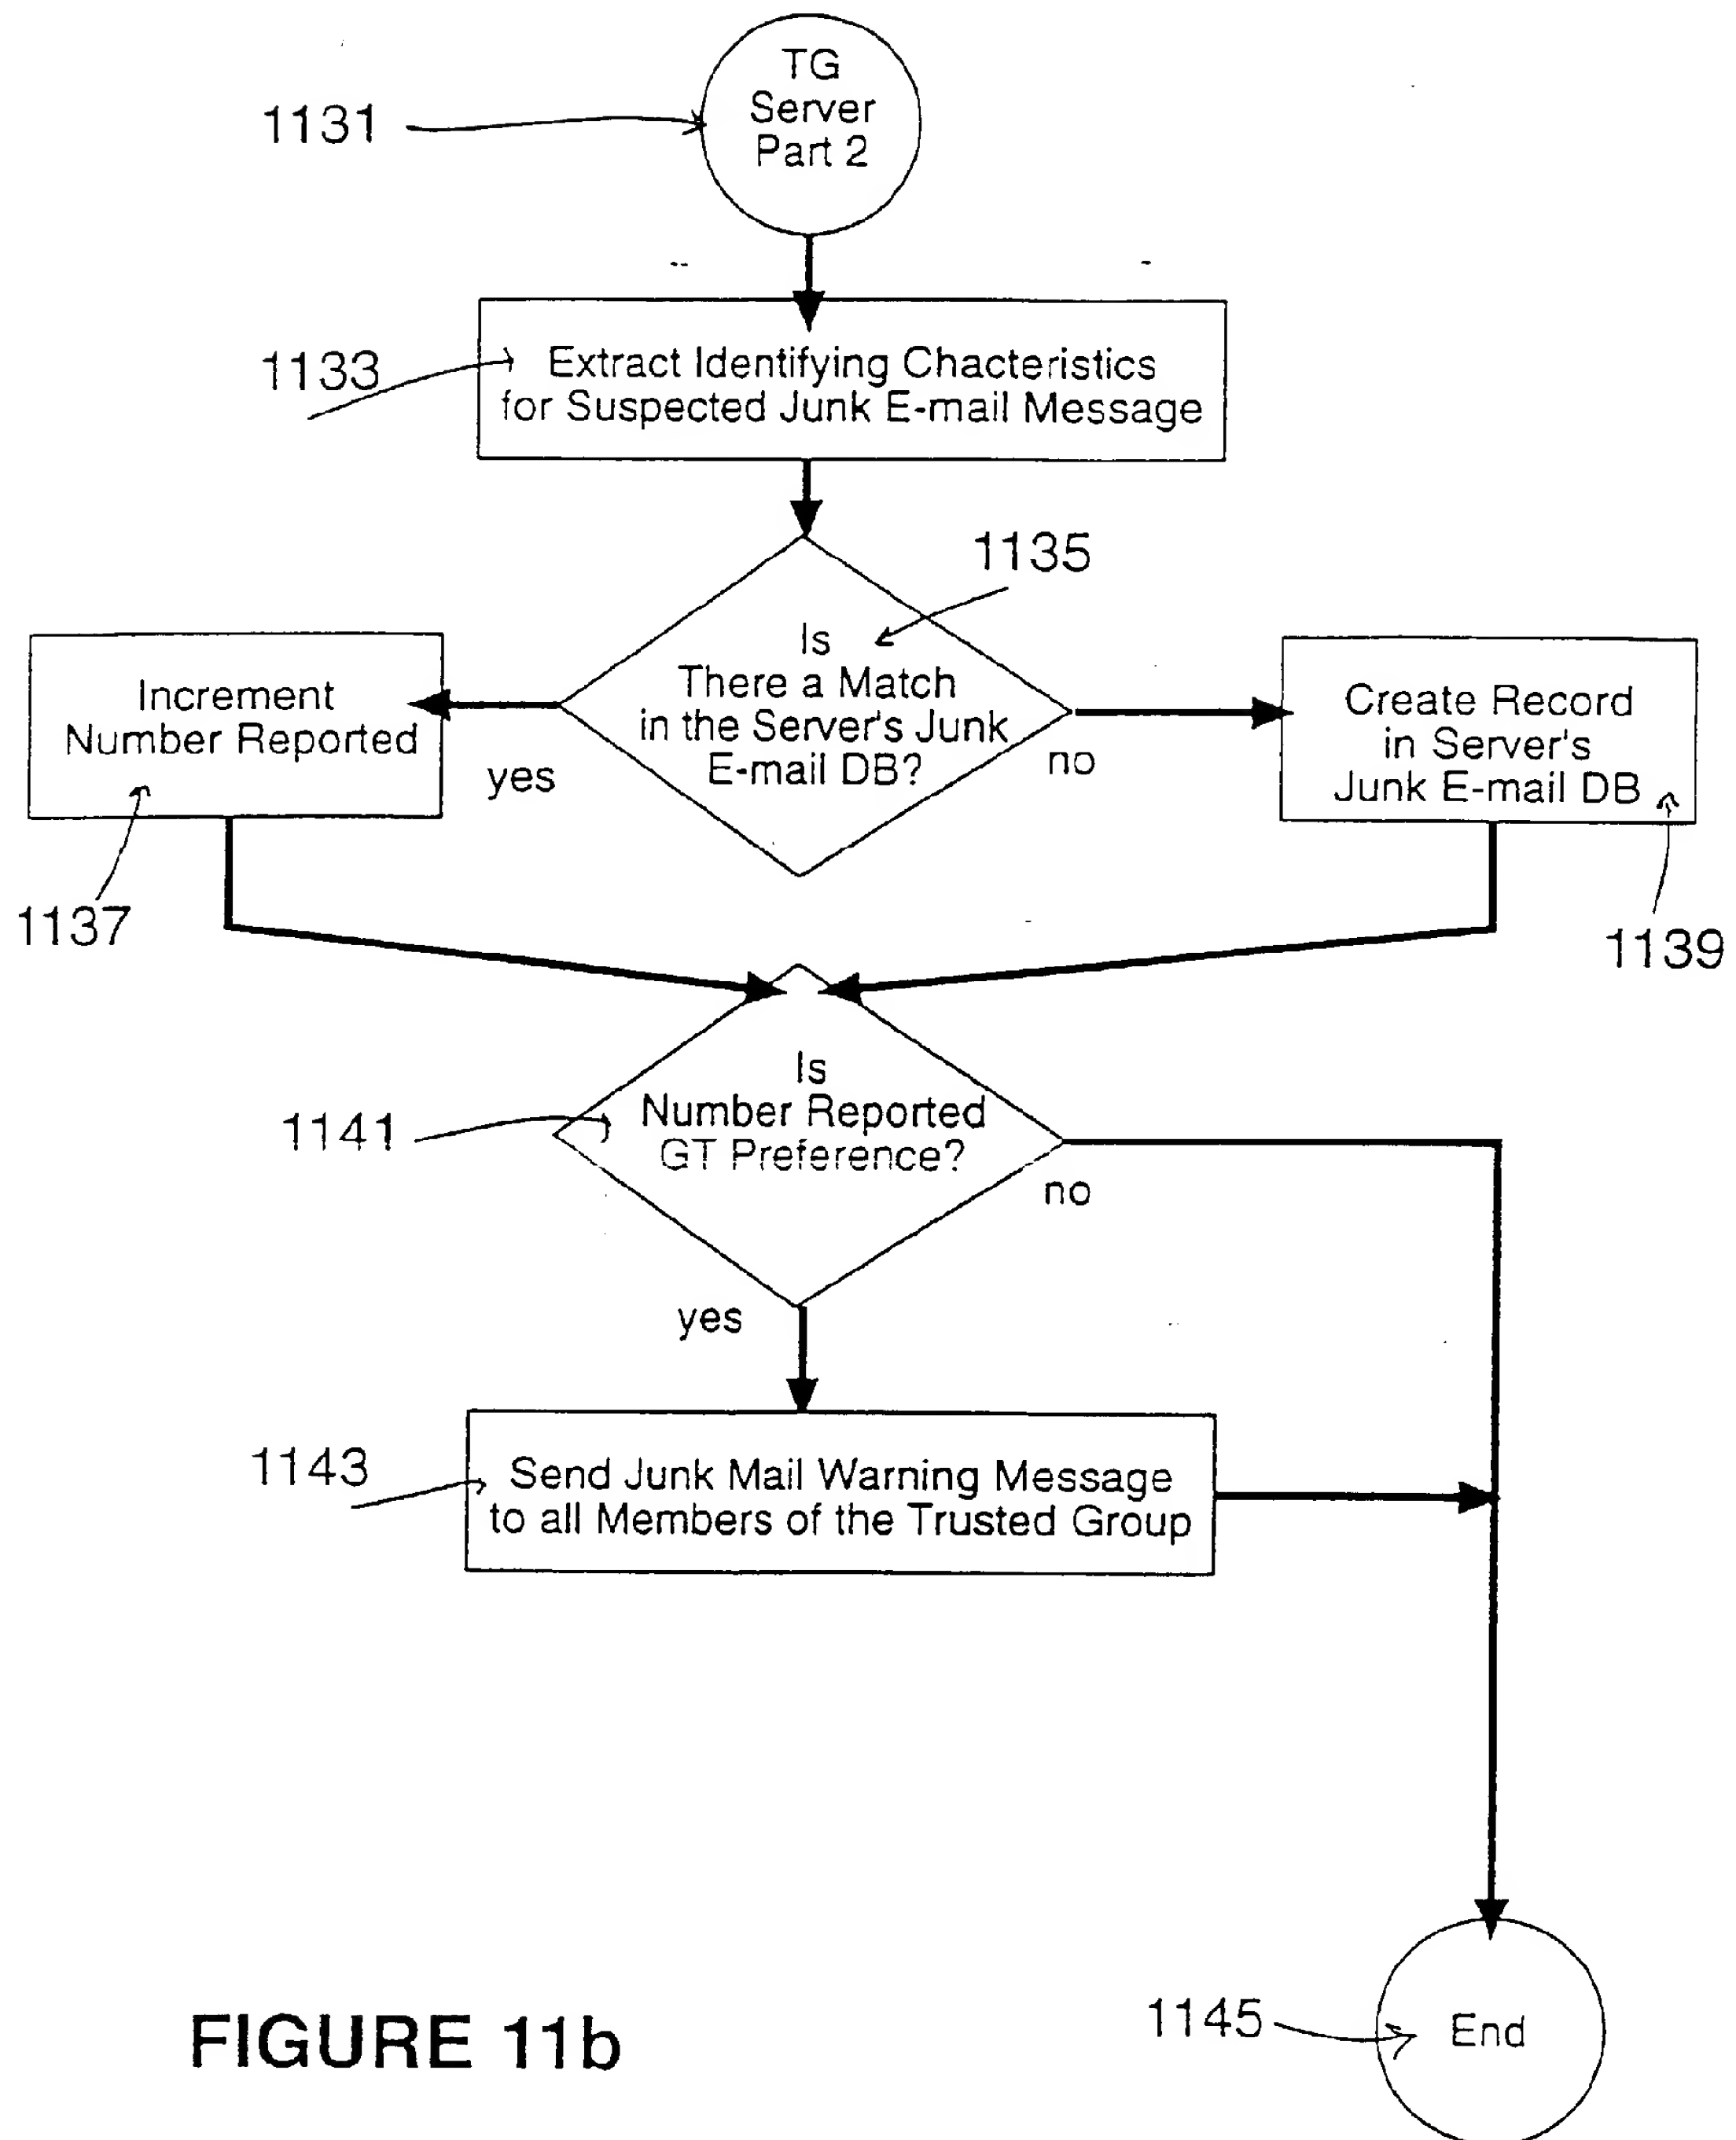 TG
Server
Part 2
1131
1133
Extract Identifying Chacteristics
for Suspected Junk E-mail Message
1135
Is
There a Match
in the Server's Junk
E-mail DB?
yes
no
Increment
Number Reported
1137
Create Record
in Server's
Junk E-mail DB
1139
1141
Is
Number Reported
GT Preference?
no
yes
1143
Send Junk Mail Warning Message
to all Members of the Trusted Group
1145
End
FIGURE 11b